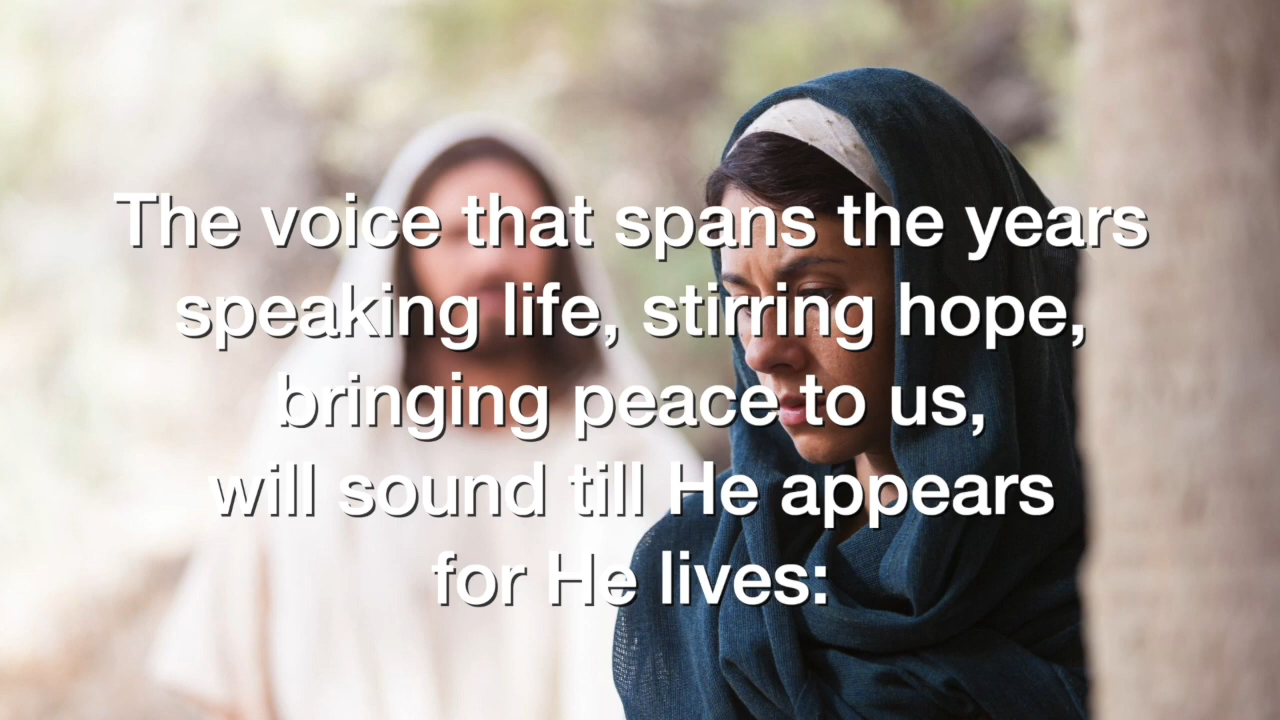 The voice that spans the years
speaking life, stirring hope,
bringing peace to us,
will sound till He appears
for He lives: